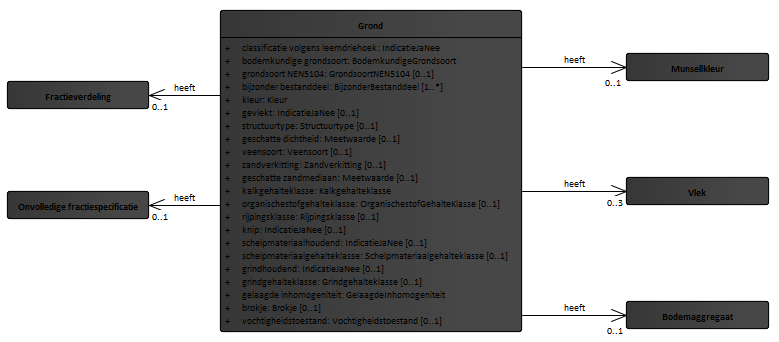 Grond
+ classificatie volgens leemdriehoek: IndicatieJaNee
+ bodemkundige grondsoort: BodemkundigeGrondsoort
+ grondsoort NEN5104: GrondsoortNEN5104 [0..1]
+ bijzonder bestanddeel: BijzonderBestanddeel [1..*]
+ kleur: Kleur
+ gevlekt: IndicatieJaNee [0..1]
+ structuurtype: Structuurtype [0..1]
+ geschatte dichtheid: Meetwaarde [0..1]
+ veensoort: Veensoort [0..1]
+ zandverkitting: Zandverkitting [0..1]
+ geschatte zandmediaan: Meetwaarde [0..1]
+ kalkgehalteklasse: Kalkgehalteklasse
+ organischestofgehalteklasse: OrganischestofGehalteKlasse [0..1]
+ rijpingsklasse: Rijpingsklasse [0..1]
+ knip: IndicatieJaNee [0..1]
+ schelpmateriaalhoudend: IndicatieJaNee [0..1]
+ schelpmateriaalgehalteklasse: Schelpmateriaalgehalteklasse [0..1]
+ grindhoudend: IndicatieJaNee [0..1]
+ grindgehalteklasse: Grindgehalteklasse [0..1]
+ gelaagde inhomogeniteit: GelaagdeInhomogeniteit
+ brokje: Brokje [0..1]
+ vochtigheidstoestand: Vochtigheidstoestand [0..1]
heeft
Fractieverdeling
0..1
heeft
Onvolledige fractiespecificatie
0..1
heeft
Munsellkleur
0..1
heeft
Vlek
0..3
heeft
Bodemaggregaat
0..1